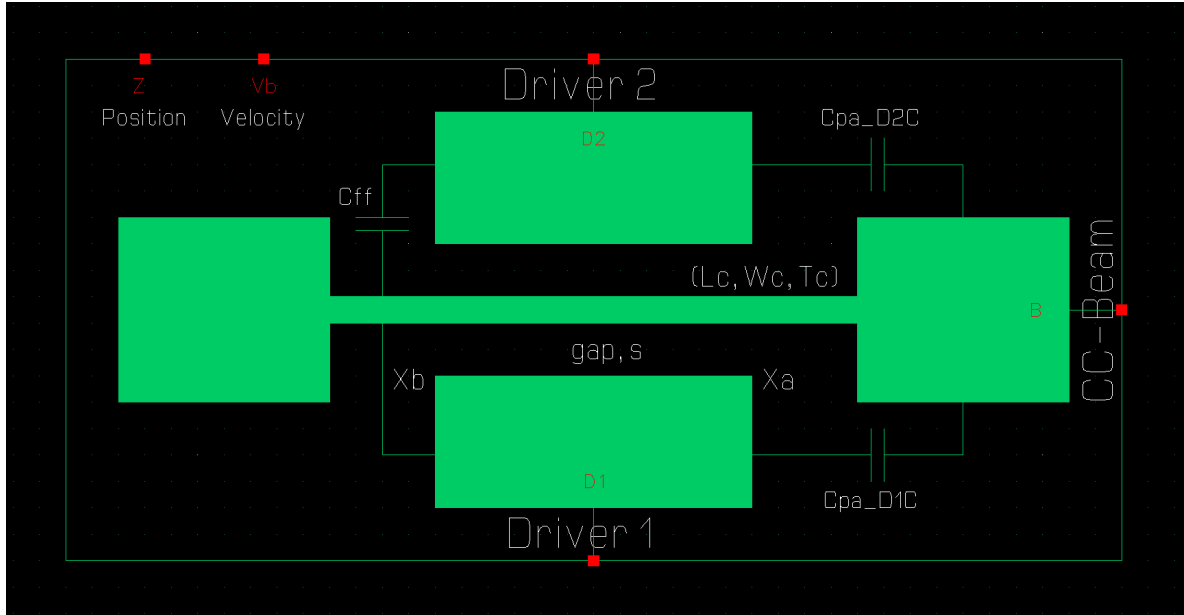 Driver 2
Z
Vb
Position
Velocity
Cpa_D2C
D2
Cff
(Lc,Wc,Tc)
B
CC-Beam
gap,s
Xb
Xa
D1
Cpa_D1C
Driver 1